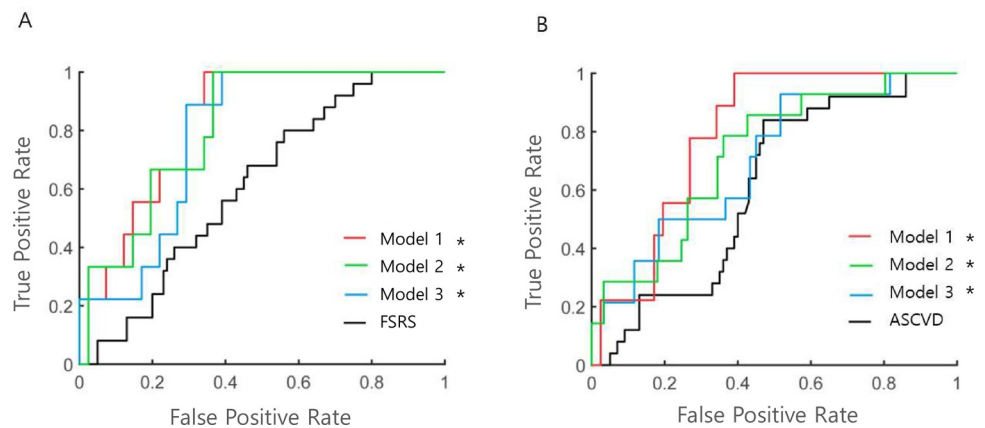 A
True Positive Rate
1
0.8
0.6
0.4
0.2
0
0 0.2 0.4 0.6 0.8 1
False Positive Rate
Model 1 *
Model 2 *
Model 3 *
FSRS
B
True Positive Rate
1
0.8
0.6
0.4
0.2
0
0 0.2 0.4 0.6 0.8 1
False Positive Rate
Model 1 *
Model 2 *
Model 3 *
ASCVD